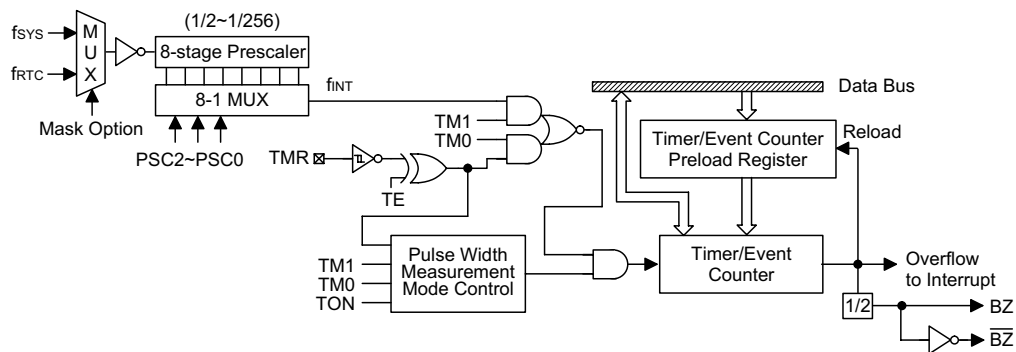 (1/2~1/256)
fSYS
M
U
X
8-stage Prescaler
fRTC
8-1 MUX
fINT
Mask Option
PSC2~PSC0
TM1
TM0
TMR
TE
Data Bus
Timer/Event Counter
Preload Register
Reload
TM1
TM0
TON
Pulse Width
Measurement
Mode Control
Timer/Event
Counter
Overflow
to Interrupt
1/2
BZ
BZ